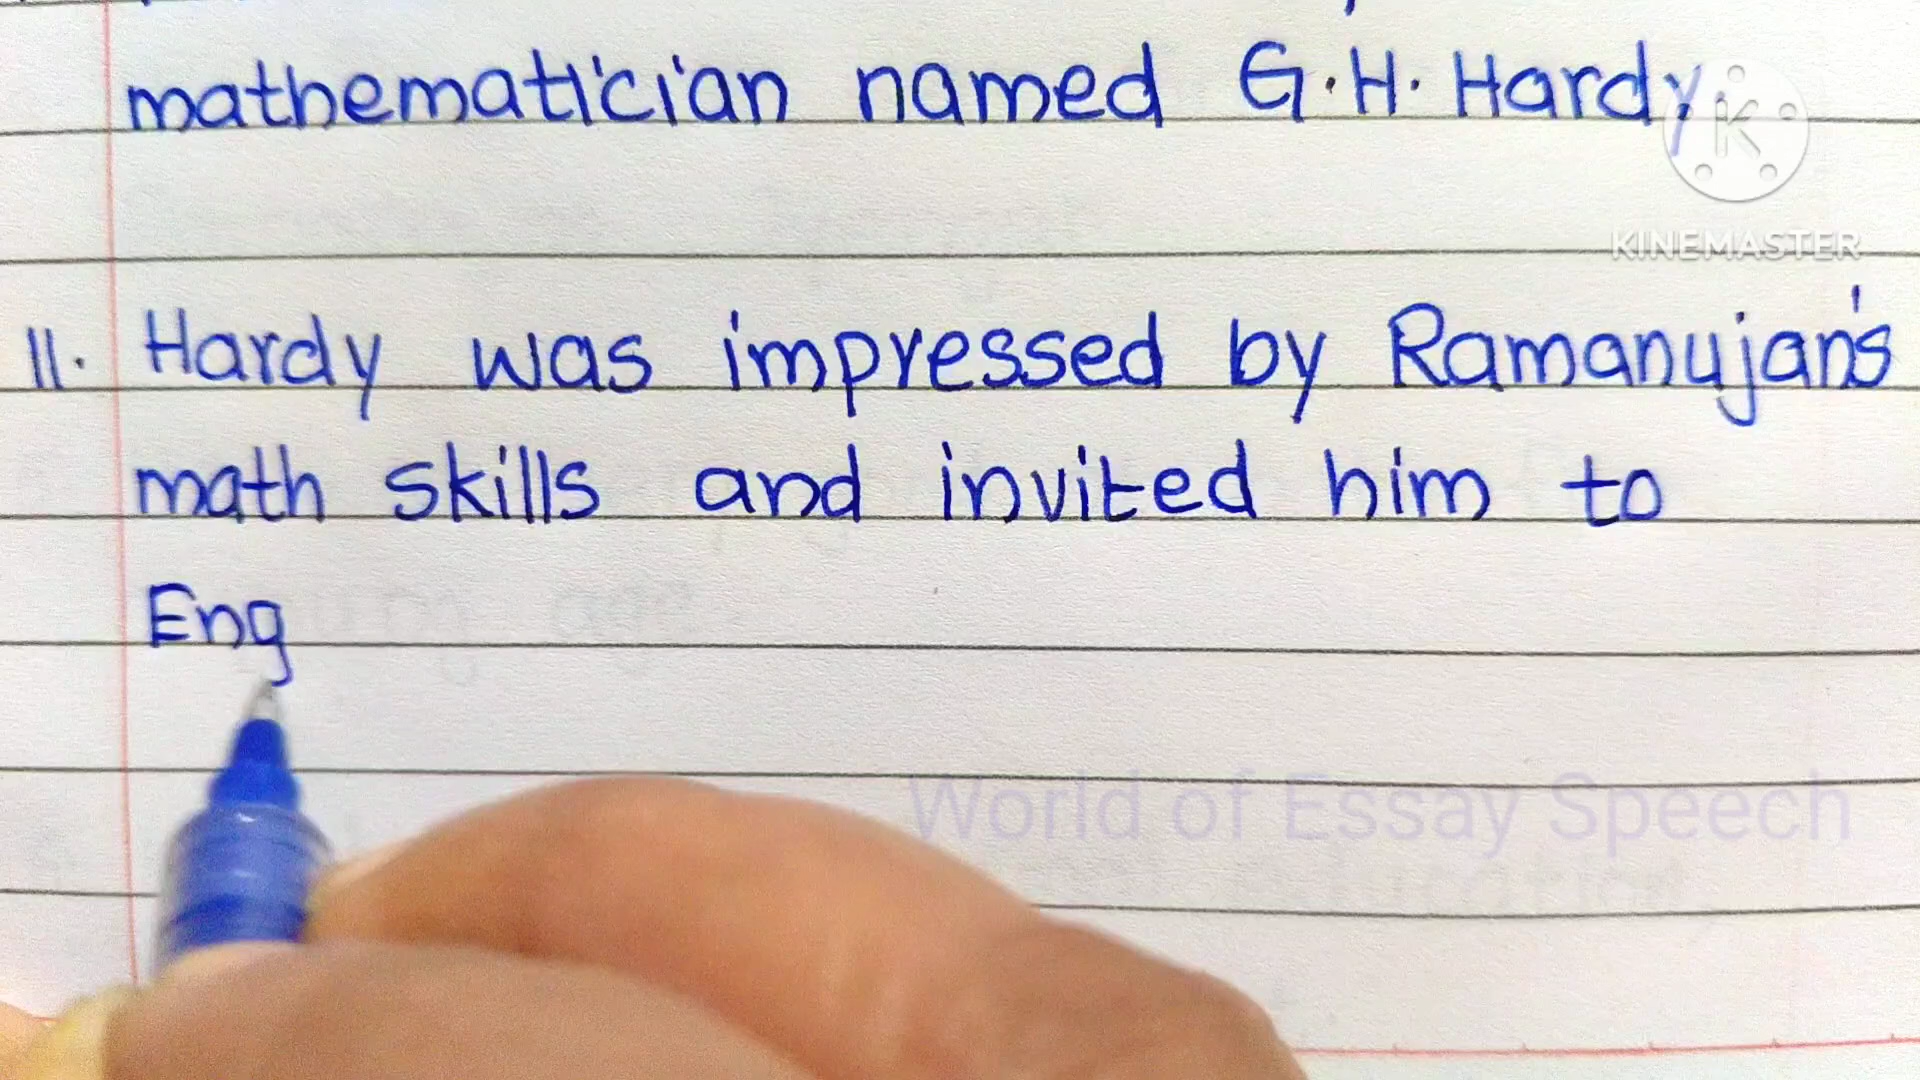 mathematician named G.H. Hardy.
KINEMASTER
11. Hardy was impressed by Ramanujan's
math skills and invited him to
Eng
World of Essay Speech